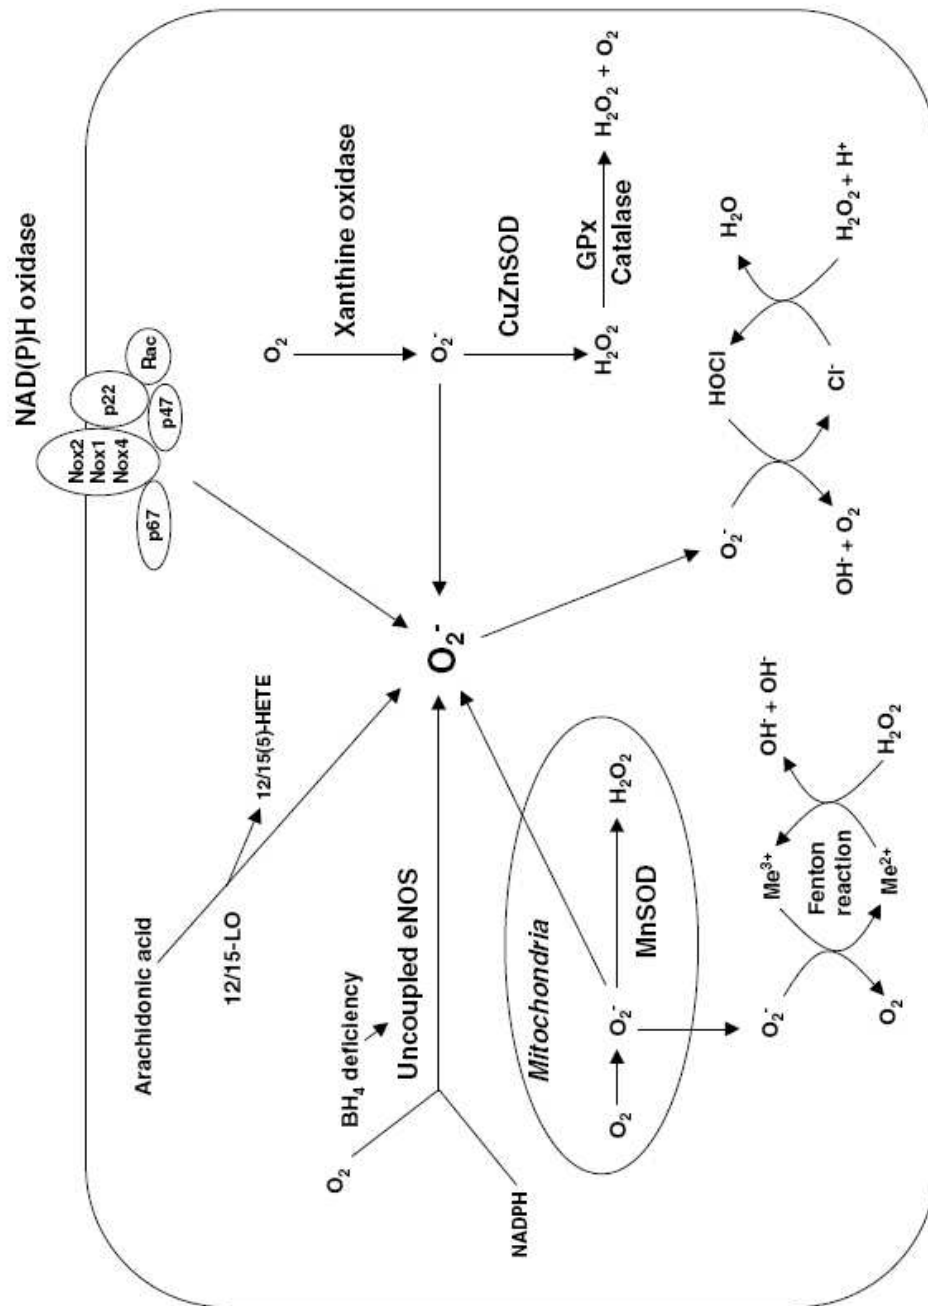 NAD(P)H oxidase
Nox2
Nox1
Nox4
p22
Rac
p47
p67
Arachidonic acid
12/15-LO
12/15(5)-HETE
O₂
Xanthine oxidase
O₂⁻
CuZnSOD
H₂O₂
GPx
Catalase
H₂O₂ + O₂
BH₄ deficiency
Uncoupled eNOS
O₂
NADPH
O₂⁻
Mitochondria
O₂
O₂⁻
MnSOD
H₂O₂
O₂⁻
O₂
Me³⁺
Fenton
reaction
Me²⁺
OH⁻ + OH⁻
H₂O₂
O₂⁻
OH⁻ + O₂
HOCl
Cl⁻
H₂O
H₂O₂ + H⁺